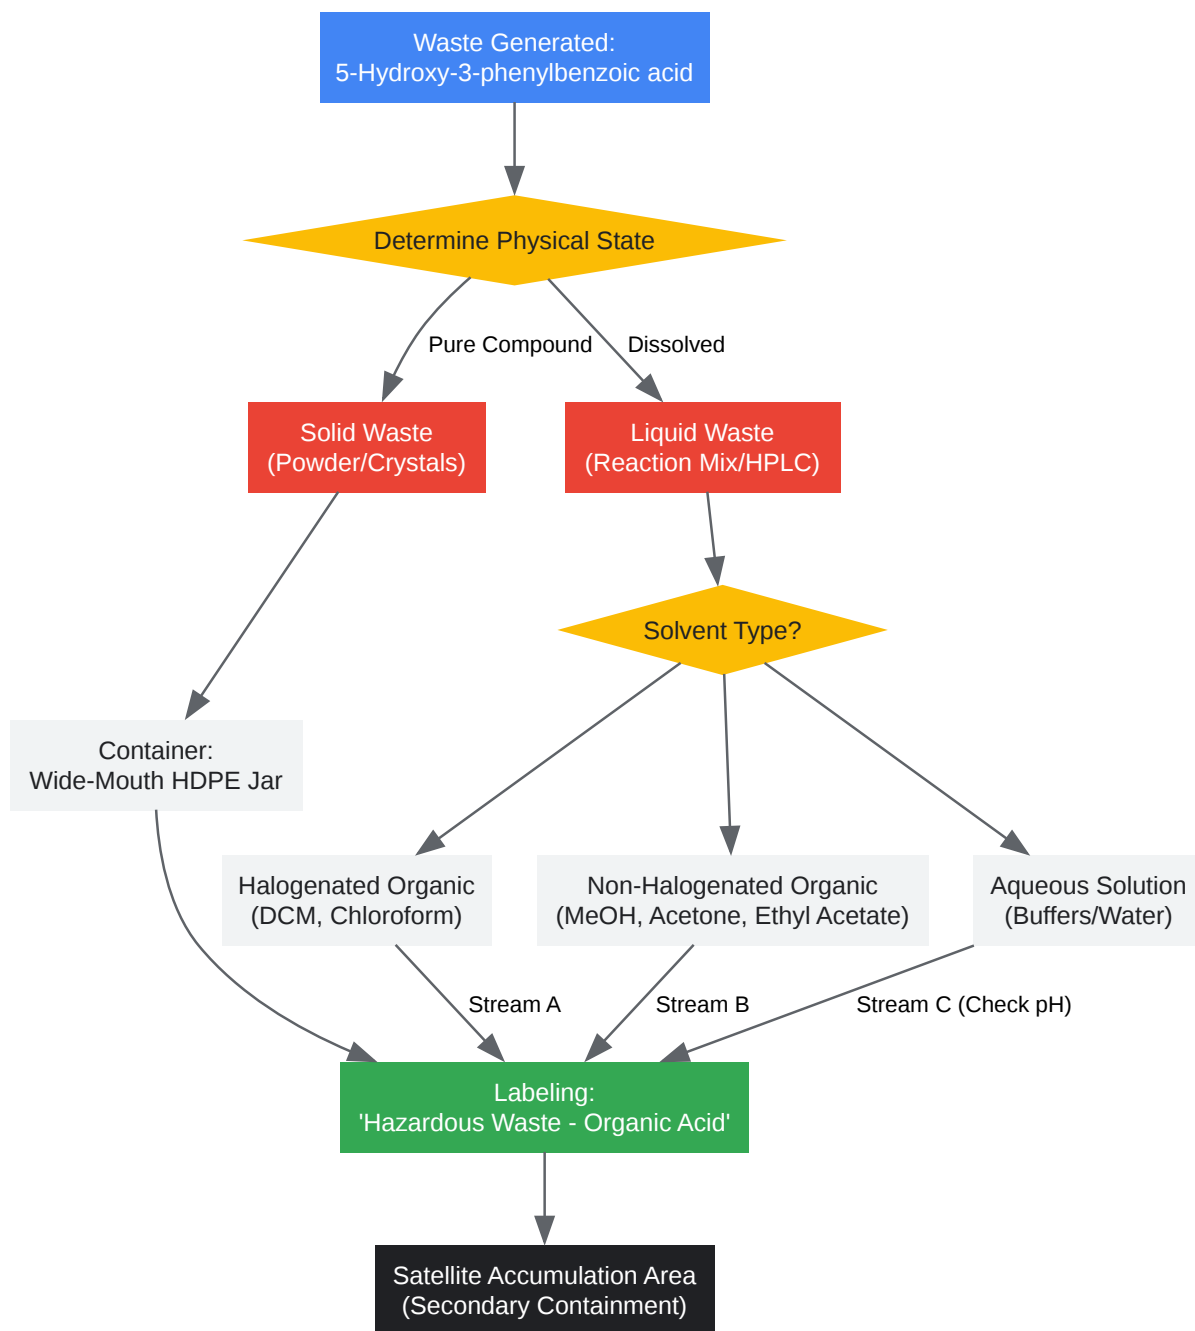 Waste Generated:
5-Hydroxy-3-phenylbenzoic acid
Determine Physical State
Pure Compound
Dissolved
Solid Waste
(Powder/Crystals)
Liquid Waste
(Reaction Mix/HPLC)
Solvent Type?
Container:
Wide-Mouth HDPE Jar
Halogenated Organic
(DCM, Chloroform)
Non-Halogenated Organic
(MeOH, Acetone, Ethyl Acetate)
Aqueous Solution
(Buffers/Water)
Stream A
Stream B
Stream C (Check pH)
Labeling:
'Hazardous Waste - Organic Acid'
Satellite Accumulation Area
(Secondary Containment)